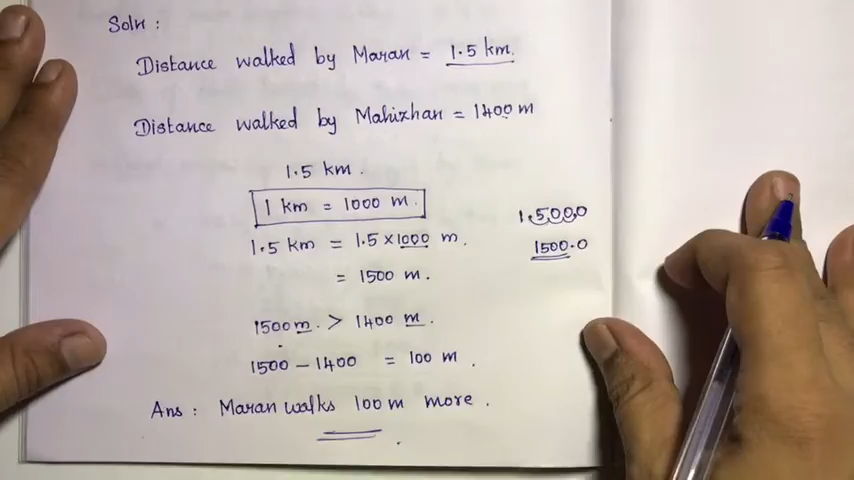 Soln :
Distance walked by Maran = 1.5 km.
Distance walked by Mahizhan = 1400 m
1.5 km.
1 km = 1000 m.
1.5 km = 1.5 × 1000 m.
1.5000
1500.0
= 1500 m.
1500 m. > 1400 m.
1500 – 1400 = 100 m.
Ans : Maran walks 100 m more.